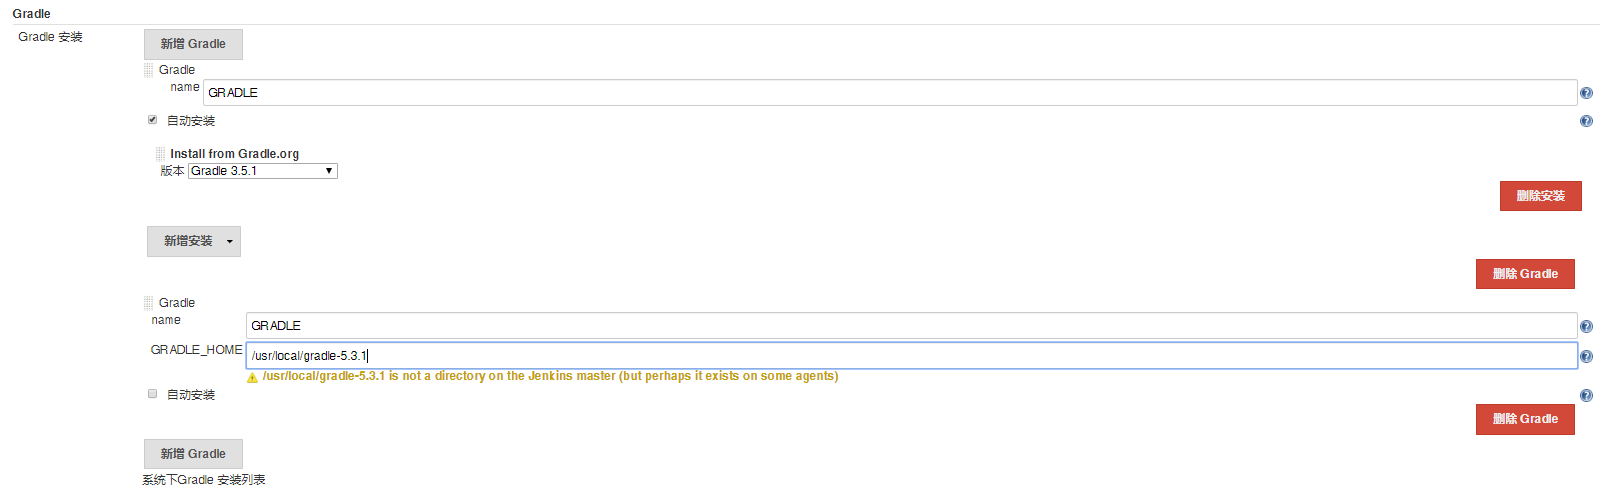 Gradle
Gradle 安装
新增 Gradle
Gradle
name
GRADLE
自动安装
Install from Gradle.org
版本 Gradle 3.5.1
删除安装
新增安装
删除 Gradle
Gradle
name
GRADLE
GRADLE_HOME
/usr/local/gradle-5.3.1
/usr/local/gradle-5.3.1 is not a directory on the Jenkins master (but perhaps it exists on some agents)
自动安装
删除 Gradle
新增 Gradle
系统下Gradle 安装列表